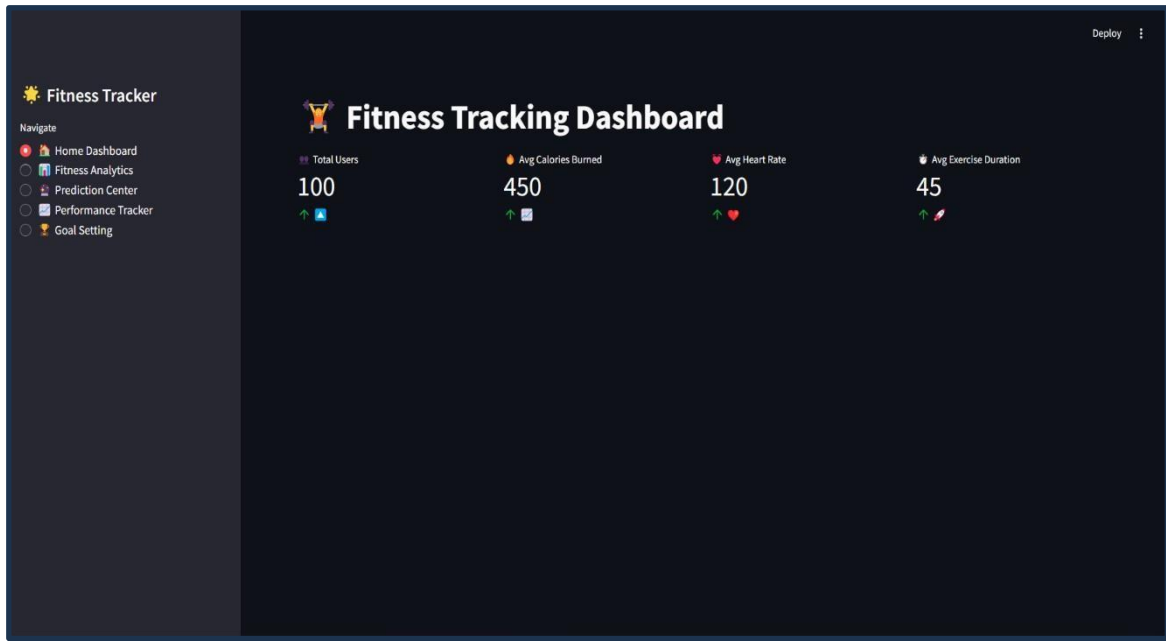 Deploy
Fitness Tracker
Navigate
Home Dashboard
Fitness Analytics
Prediction Center
Performance Tracker
Goal Setting
Fitness Tracking Dashboard
Total Users
100
Avg Calories Burned
450
Avg Heart Rate
120
Avg Exercise Duration
45